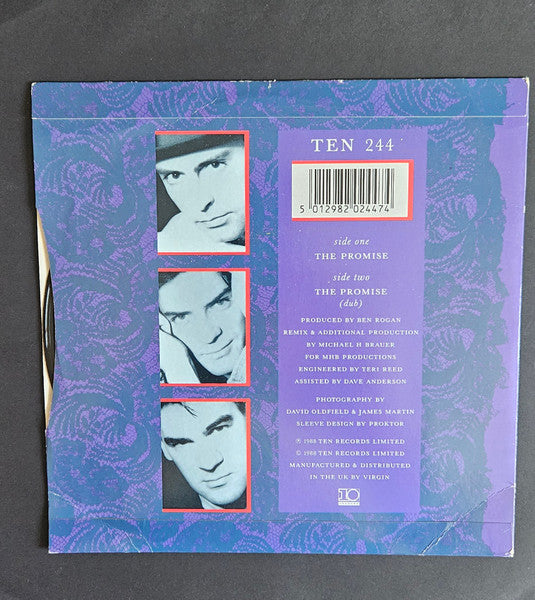 TEN 244
5 012982 024474
side one
THE PROMISE
side two
THE PROMISE
(dub)
PRODUCED BY BEN ROGAN
REMIX & ADDITIONAL PRODUCTION
BY MICHAEL H BRAUER
FOR MHB PRODUCTIONS
ENGINEERED BY TERI REED
ASSISTED BY DAVE ANDERSON
PHOTOGRAPHY BY
DAVID OLDFIELD & JAMES MARTIN
SLEEVE DESIGN BY PROKTOR
℗ 1988 TEN RECORDS LIMITED
© 1988 TEN RECORDS LIMITED
MANUFACTURED & DISTRIBUTED
IN THE UK BY VIRGIN
10
RECORDS